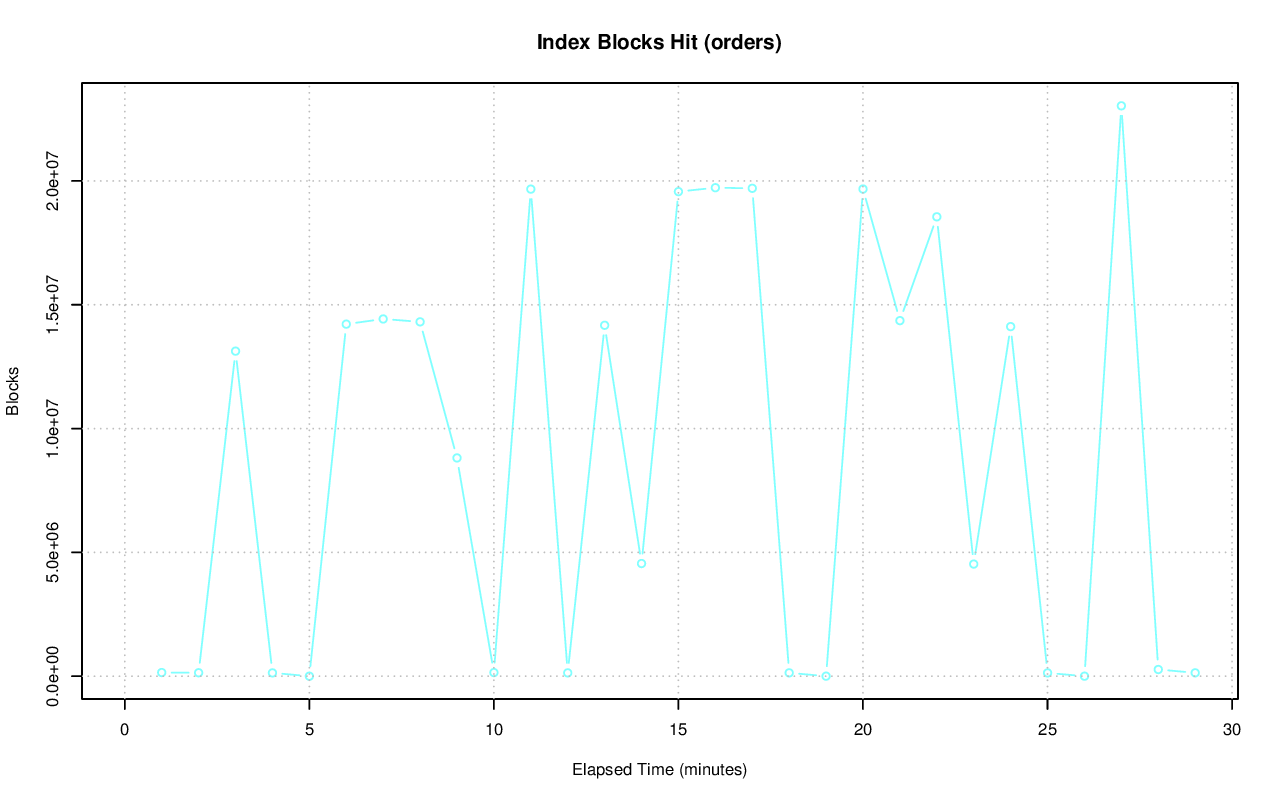 Index Blocks Hit (orders)
Blocks
2.0e+07
1.5e+07
1.0e+07
5.0e+06
0.0e+00
0 5 10 15 20 25 30
Elapsed Time (minutes)